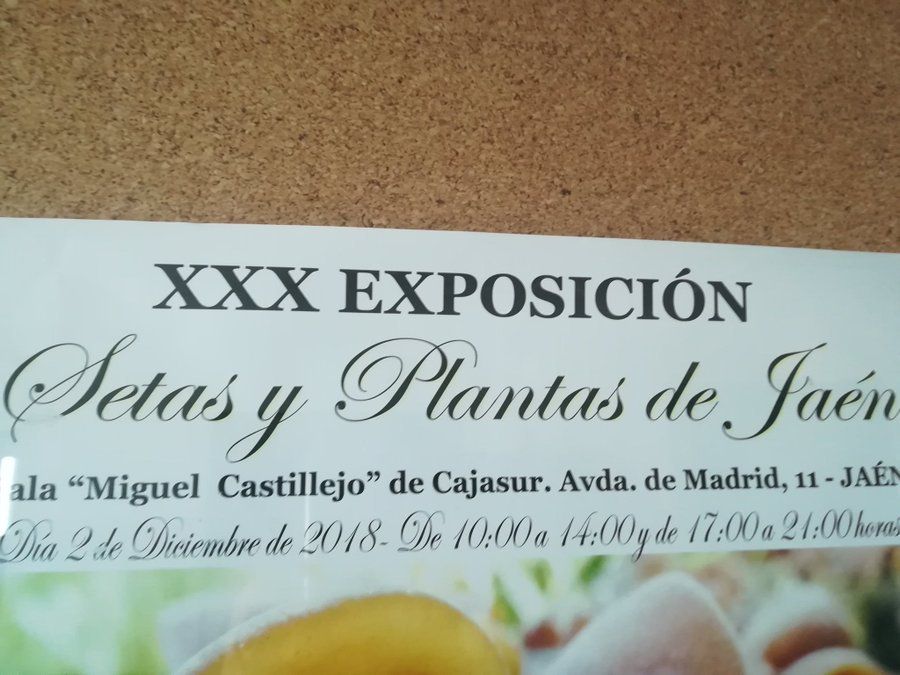 XXX EXPOSICIÓN
Setas y Plantas de Jaén
ala “Miguel Castillejo” de Cajasur. Avda. de Madrid, 11 - JAÉN
Día 2 de Diciembre de 2018- De 10:00 a 14:00 y de 17:00 a 21:00 horas